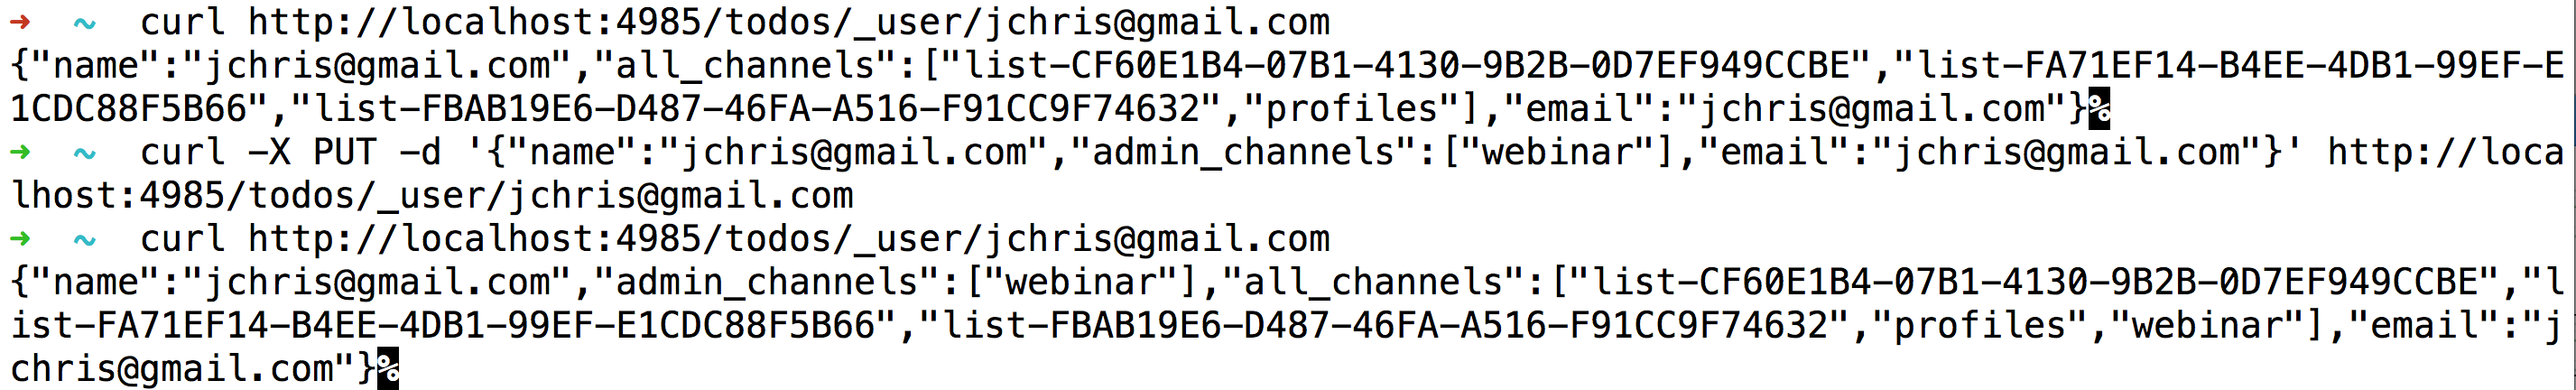 ➜  ~  curl http://localhost:4985/todos/_user/jchris@gmail.com
{"name":"jchris@gmail.com","all_channels":["list-CF60E1B4-07B1-4130-9B2B-0D7EF949CCBE","list-FA71EF14-B4EE-4DB1-99EF-E
1CDC88F5B66","list-FBAB19E6-D487-46FA-A516-F91CC9F74632","profiles"],"email":"jchris@gmail.com"}%
➜  ~  curl -X PUT -d '{"name":"jchris@gmail.com","admin_channels":["webinar"],"email":"jchris@gmail.com"}' http://loca
lhost:4985/todos/_user/jchris@gmail.com
➜  ~  curl http://localhost:4985/todos/_user/jchris@gmail.com
{"name":"jchris@gmail.com","admin_channels":["webinar"],"all_channels":["list-CF60E1B4-07B1-4130-9B2B-0D7EF949CCBE","l
ist-FA71EF14-B4EE-4DB1-99EF-E1CDC88F5B66","list-FBAB19E6-D487-46FA-A516-F91CC9F74632","profiles","webinar"],"email":"j
chris@gmail.com"}%